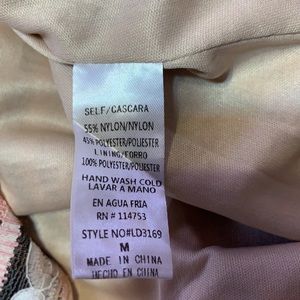 SELF/CASCARA
55% NYLON/NYLON
45% POLYESTER/POLIESTER
LINING/FORRO
100% POLYESTER/POLIESTER
HAND WASH COLD
LAVAR A MANO
EN AGUA FRIA
RN # 114753
STYLE NO#LD3169
M
MADE IN CHINA
HECHO EN CHINA